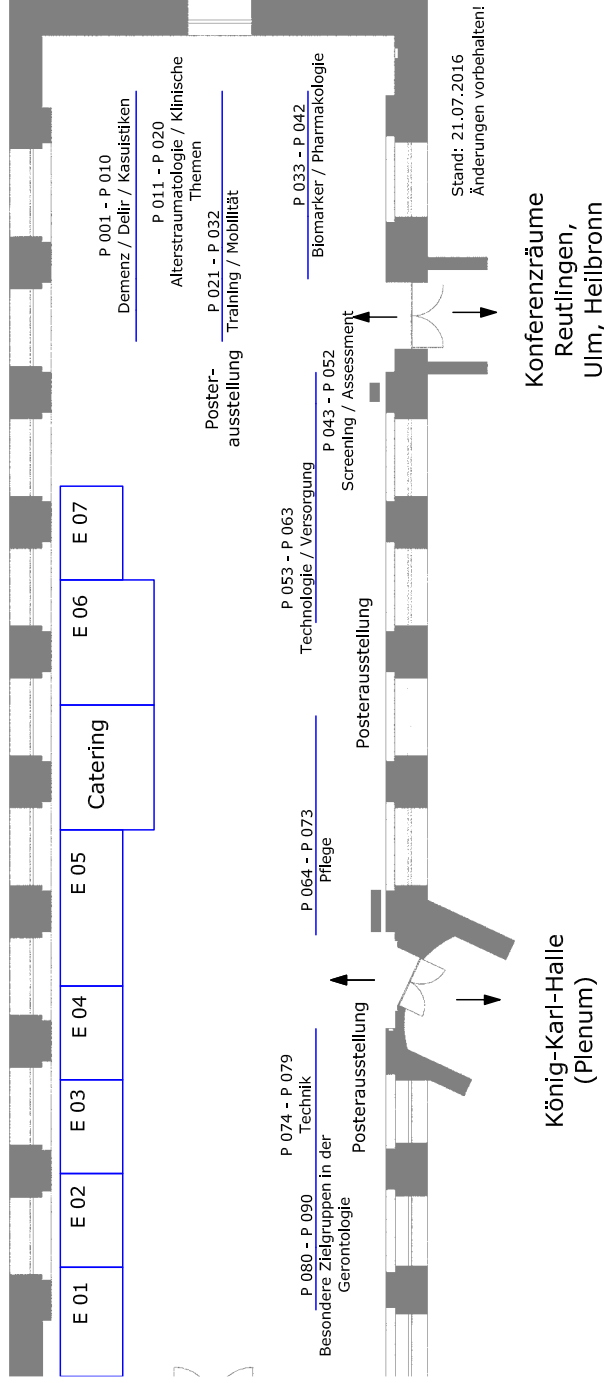 E 01
E 02
E 03
E 04
E 05
Catering
E 06
E 07
P 001 - P 010
Demenz / Delir / Kasuistiken
P 011 - P 020
Alterstraumatologie / Klinische
Themen
P 021 - P 032
Training / Mobilität
Poster-
ausstellung
P 033 - P 042
Biomarker / Pharmakologie
P 043 - P 052
Screening / Assessment
P 053 - P 063
Technologie / Versorgung
Posterausstellung
P 064 - P 073
Pflege
P 074 - P 079
Technik
P 080 - P 090
Besondere Zielgruppen in der
Gerontologie
Posterausstellung
König-Karl-Halle
(Plenum)
Konferenzräume
Reutlingen,
Ulm, Heilbronn
Stand: 21.07.2016
Änderungen vorbehalten!